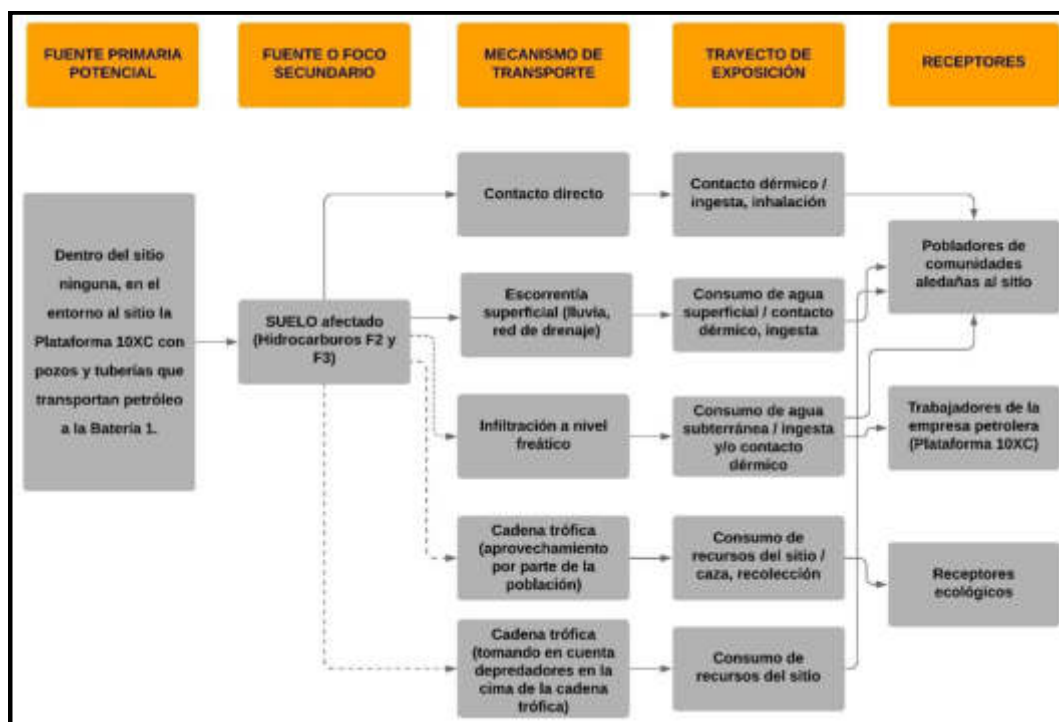 FUENTE PRIMARIA
POTENCIAL
FUENTE O FOCO
SECUNDARIO
MECANISMO DE
TRANSPORTE
TRAYECTO DE
EXPOSICIÓN
RECEPTORES
Dentro del sitio
ninguna, en el
entorno al sitio la
Plataforma 10XC con
pozos y tuberías que
transportan petróleo
a la Batería 1.
SUELO afectado
(Hidrocarburos F2 y
F3)
Contacto directo
Escorrentía
superficial (lluvia,
red de drenaje)
Infiltración a nivel
freático
Cadena trófica
(aprovechamiento
por parte de la
población)
Cadena trófica
(tomando en cuenta
depredadores en la
cima de la cadena
trófica)
Contacto dérmico /
ingesta, inhalación
Consumo de agua
superficial / contacto
dérmico, ingesta
Consumo de agua
subterránea / ingesta
y/o contacto
dérmico
Consumo de
recursos del sitio /
caza, recolección
Consumo de
recursos del sitio
Pobladores de
comunidades
aledañas al sitio
Trabajadores de la
empresa petrolera
(Plataforma 10XC)
Receptores
ecológicos